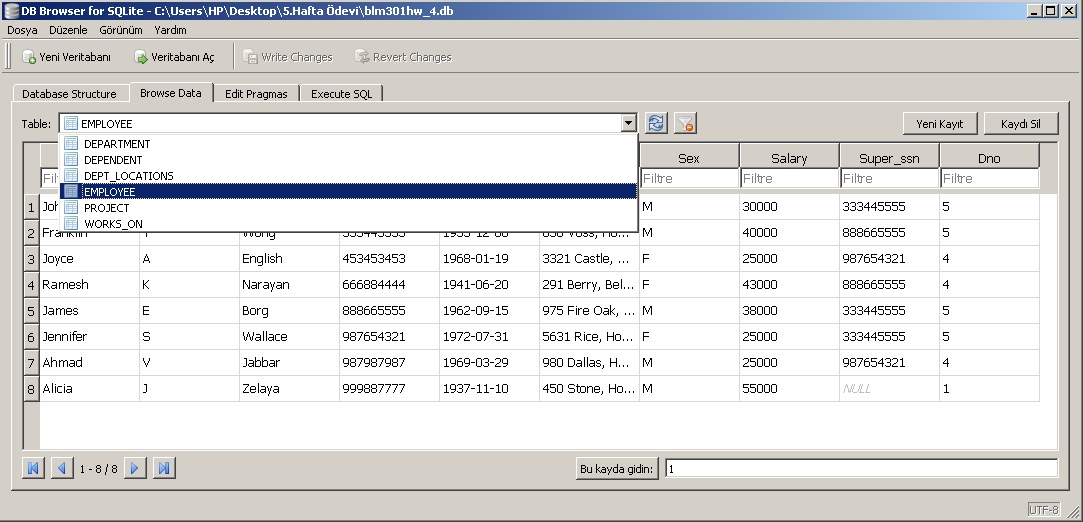 DB Browser for SQLite - C:\Users\HP\Desktop\5.Hafta Ödevi\blm301hw_4.db
Dosya Düzenle Görünüm Yardım
Yeni Veritabanı Veritabanı Aç Write Changes Revert Changes
Database Structure Browse Data Edit Pragmas Execute SQL
Table: EMPLOYEE Yeni Kayıt Kaydı Sil
DEPARTMENT
DEPENDENT
DEPT_LOCATIONS
EMPLOYEE
PROJECT
WORKS_ON
Sex Salary Super_ssn Dno
Filtre Filtre Filtre Filtre
1 M 30000 333445555 5
2 Franklin T Wong 333445555 1955-12-08 638 Voss, Ho... M 40000 888665555 5
3 Joyce A English 453453453 1968-01-19 3321 Castle, ... F 25000 987654321 4
4 Ramesh K Narayan 666884444 1941-06-20 291 Berry, Bel... F 43000 888665555 4
5 James E Borg 888665555 1962-09-15 975 Fire Oak, ... M 38000 333445555 5
6 Jennifer S Wallace 987654321 1972-07-31 5631 Rice, Ho... F 25000 333445555 5
7 Ahmad V Jabbar 987987987 1969-03-29 980 Dallas, H... M 25000 987654321 4
8 Alicia J Zelaya 999887777 1937-11-10 450 Stone, Ho... M 55000 NULL 1
1 - 8 / 8 Bu kayda gidin: 1
UTF-8